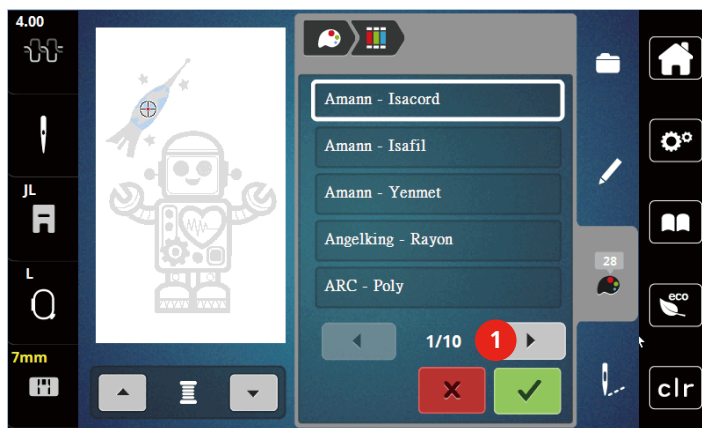 4.00
JL
L
7mm
Amann - Isacord
Amann - Isafil
Amann - Yenmet
Angelking - Rayon
ARC - Poly
1/10
1
28
eco
clr